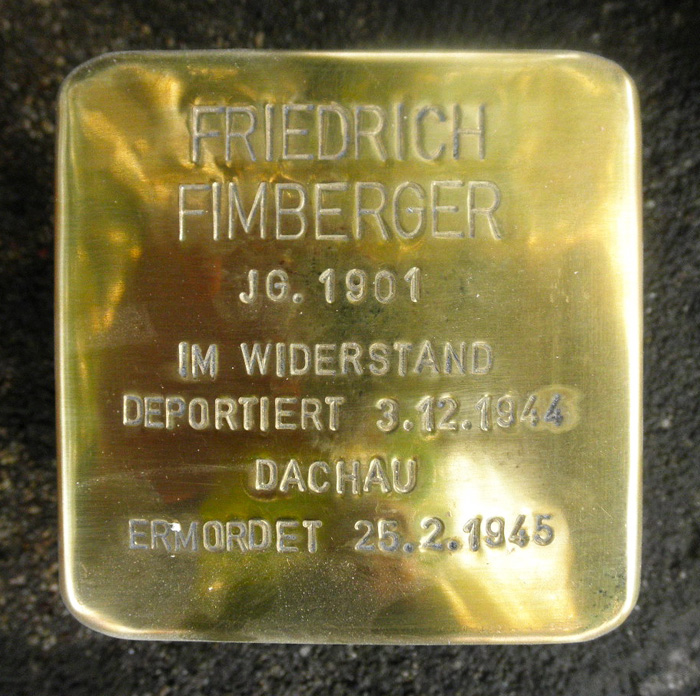 FRIEDRICH
FIMBERGER
JG. 1901
IM WIDERSTAND
DEPORTIERT 3.12.1944
DACHAU
ERMORDET 25.2.1945